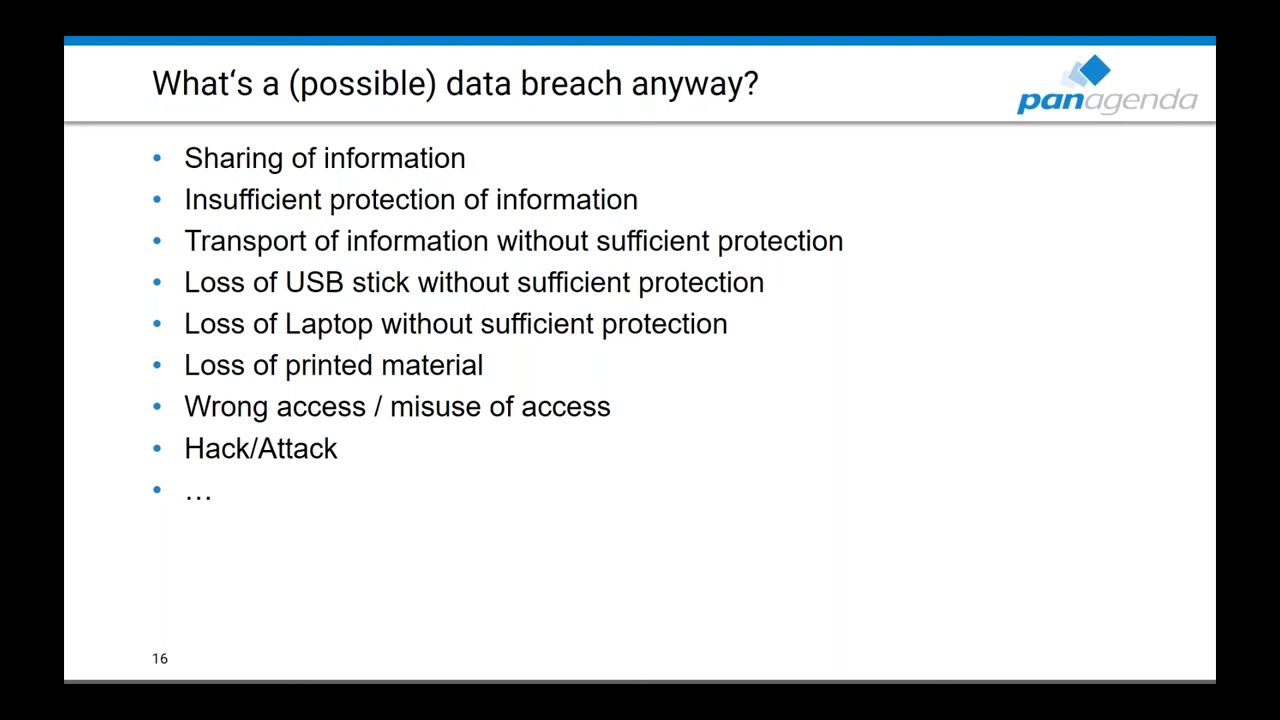 What‘s a (possible) data breach anyway?
panagenda
• Sharing of information
• Insufficient protection of information
• Transport of information without sufficient protection
• Loss of USB stick without sufficient protection
• Loss of Laptop without sufficient protection
• Loss of printed material
• Wrong access / misuse of access
• Hack/Attack
• …
16